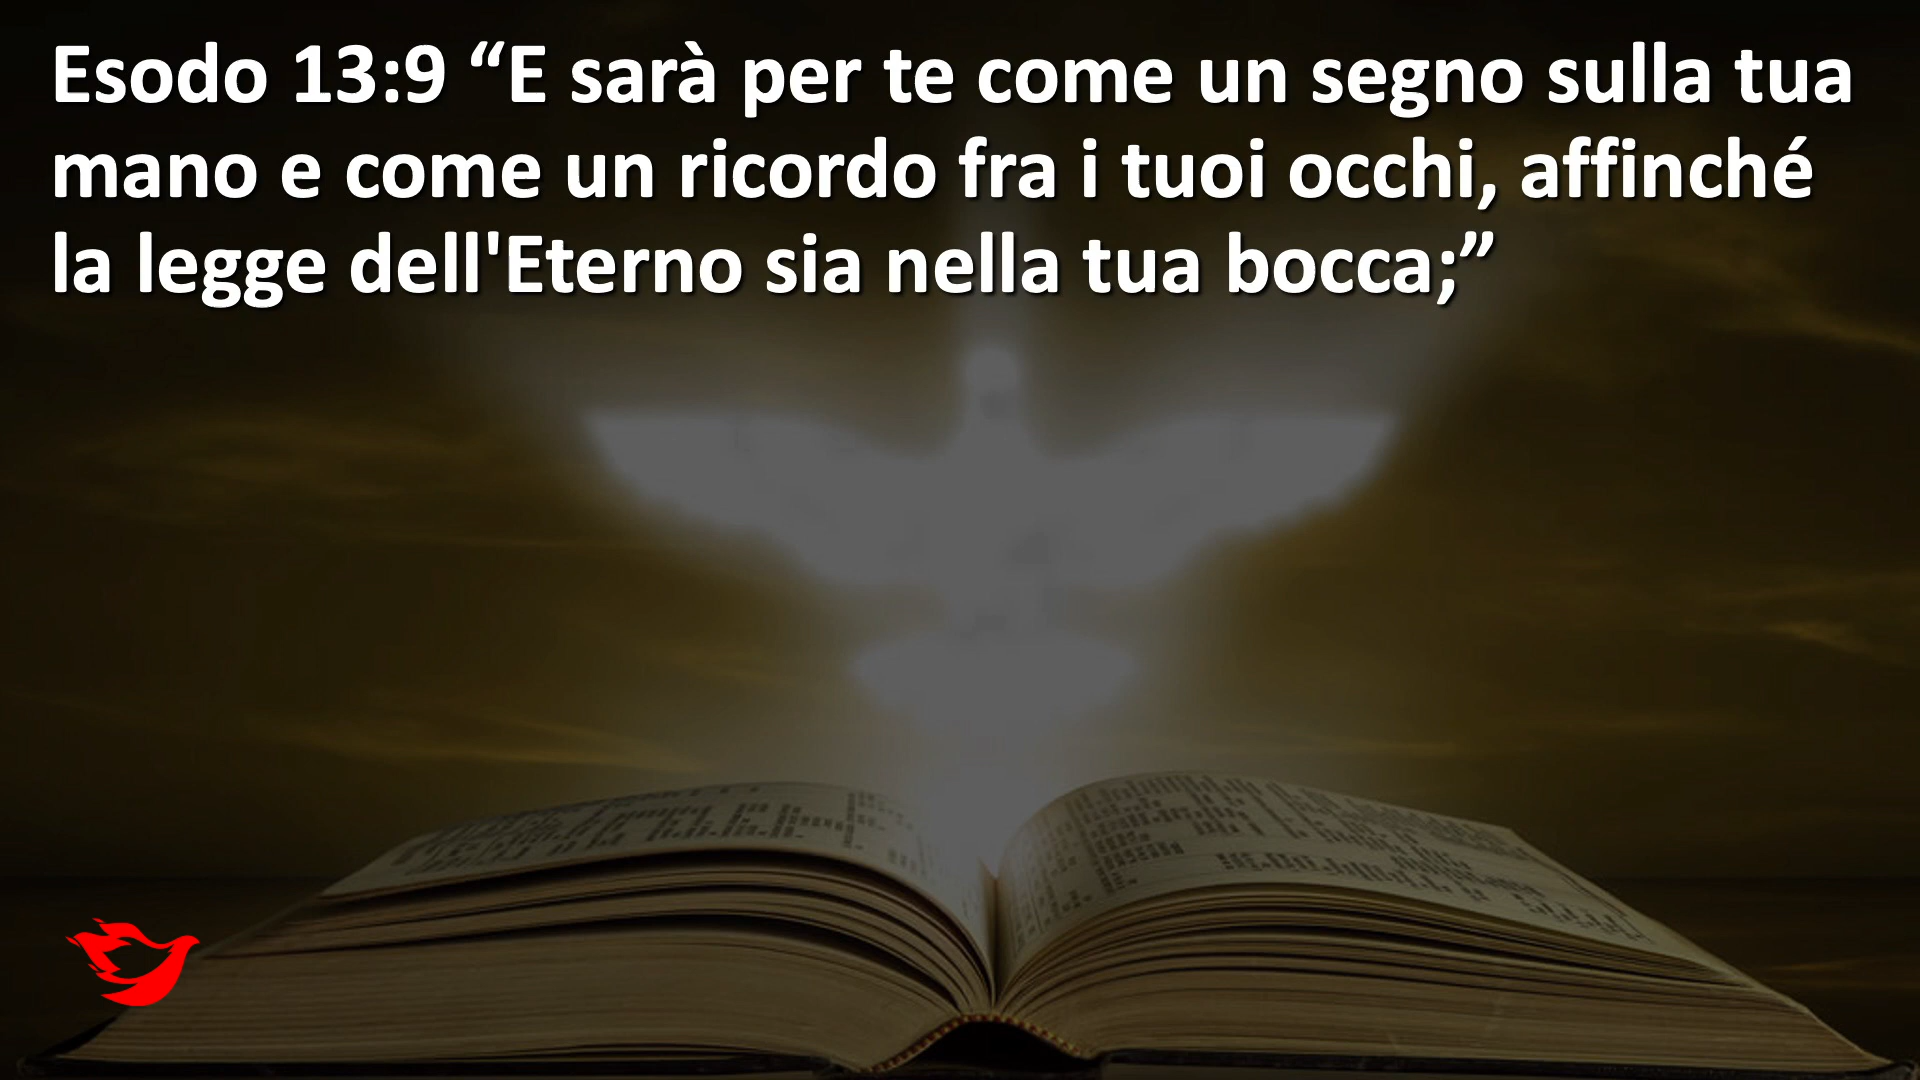 Esodo 13:9 “E sarà per te come un segno sulla tua
mano e come un ricordo fra i tuoi occhi, affinché
la legge dell'Eterno sia nella tua bocca;”